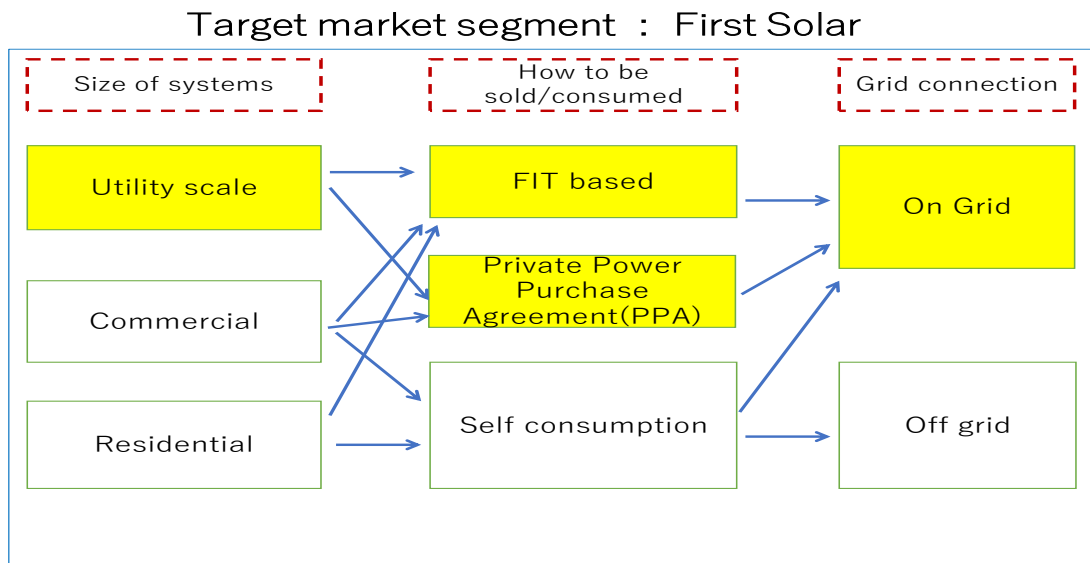 Target market segment : First Solar
Size of systems
How to be
sold/consumed
Grid connection
Utility scale
FIT based
On Grid
Private Power
Purchase
Agreement(PPA)
Commercial
Self consumption
Off grid
Residential